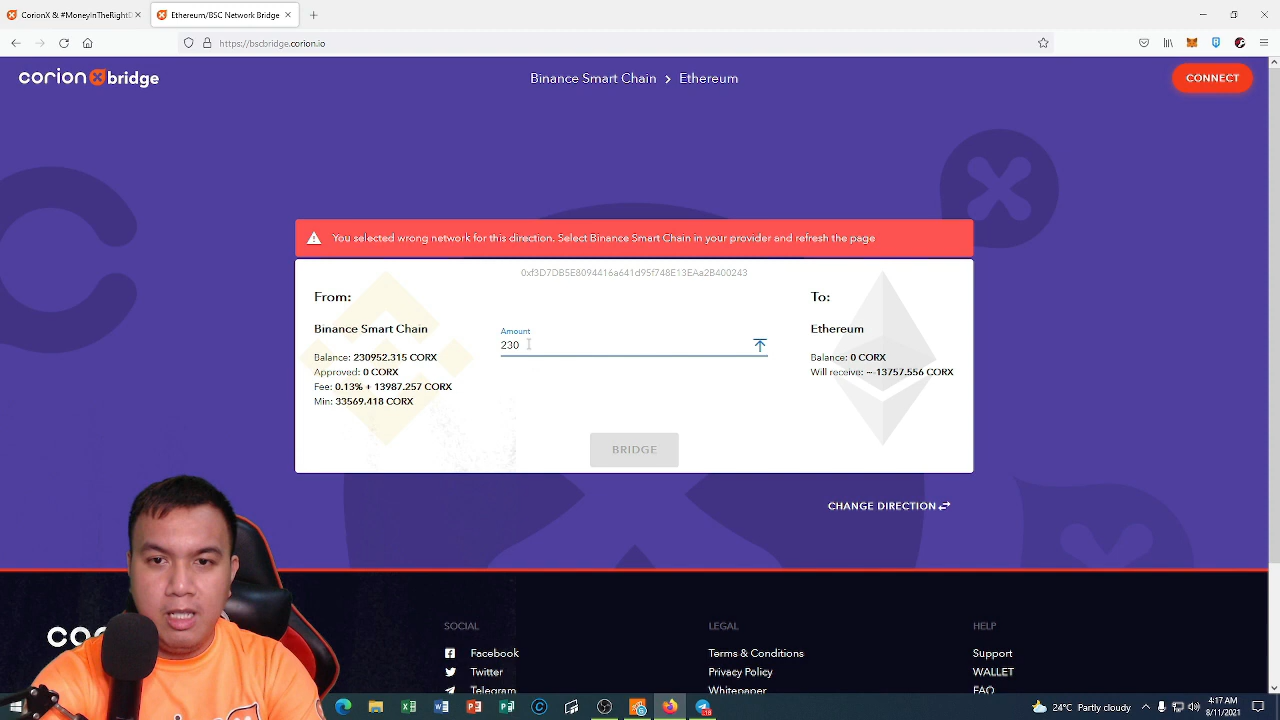 CorionX & #MoneyInTheRightD
Ethereum/BSC Network Bridge
https://bscbridge.corion.io
corion bridge
Binance Smart Chain > Ethereum
CONNECT
You selected wrong network for this direction. Select Binance Smart Chain in your provider and refresh the page
0xf3D7DB5E8094416a641d95f748E13EAa2B400243
From:
To:
Binance Smart Chain
Amount
Ethereum
230
Balance: 230952.315 CORX
Balance: 0 CORX
Approved: 0 CORX
Will receive: ~ -13757.556 CORX
Fee: 0.13% + 13987.257 CORX
Min: 33569.418 CORX
BRIDGE
CHANGE DIRECTION
SOCIAL
LEGAL
HELP
Facebook
Terms & Conditions
Support
Twitter
Privacy Policy
WALLET
Telegram
Whitepaper
FAQ
24°C Partly cloudy
4:17 AM
8/11/2021